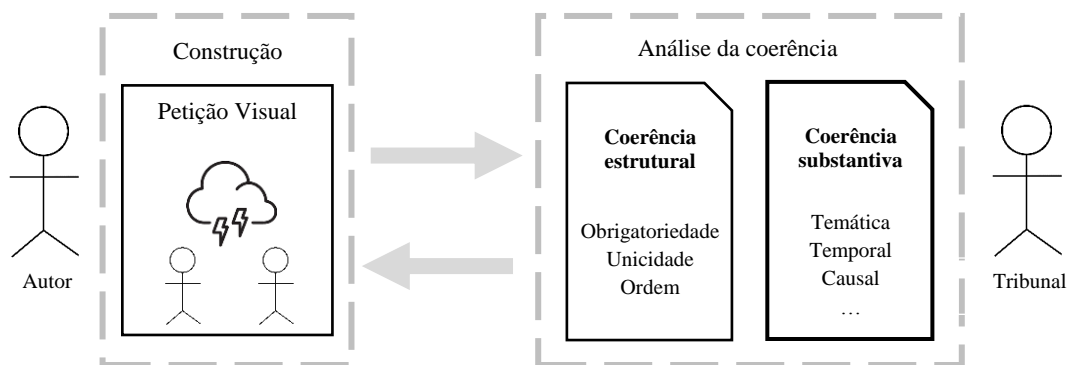 Construção
Petição Visual
Autor
Análise da coerência
Coerência
estrutural
Obrigatoriedade
Unicidade
Ordem
Coerência
substantiva
Temática
Temporal
Causal
…
Tribunal